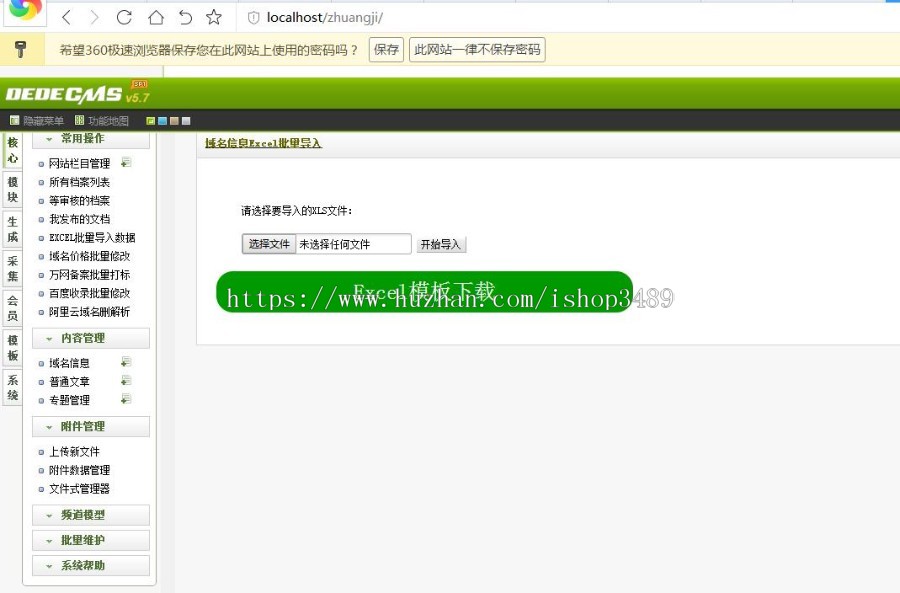 localhost/zhuangji/
希望360极速浏览器保存您在此网站上使用的密码吗？ 保存 此网站一律不保存密码
DEDECMS v5.7
隐藏菜单 功能地图
核心
模块
生成
采集
会员
模板
系统
常用操作
网站栏目管理
所有档案列表
等审核的档案
我发布的文档
EXCEL批量导入数据
域名价格批量修改
万网备案批量打标
百度收录批量修改
阿里云域名删解析
内容管理
域名信息
普通文章
专题管理
附件管理
上传新文件
附件数据管理
文件式管理器
频道模型
批量维护
系统帮助
域名信息Excel批量导入
请选择要导入的XLS文件：
选择文件 未选择任何文件 开始导入
Excel模板下载
https://www.huzhan.com/ishop3489